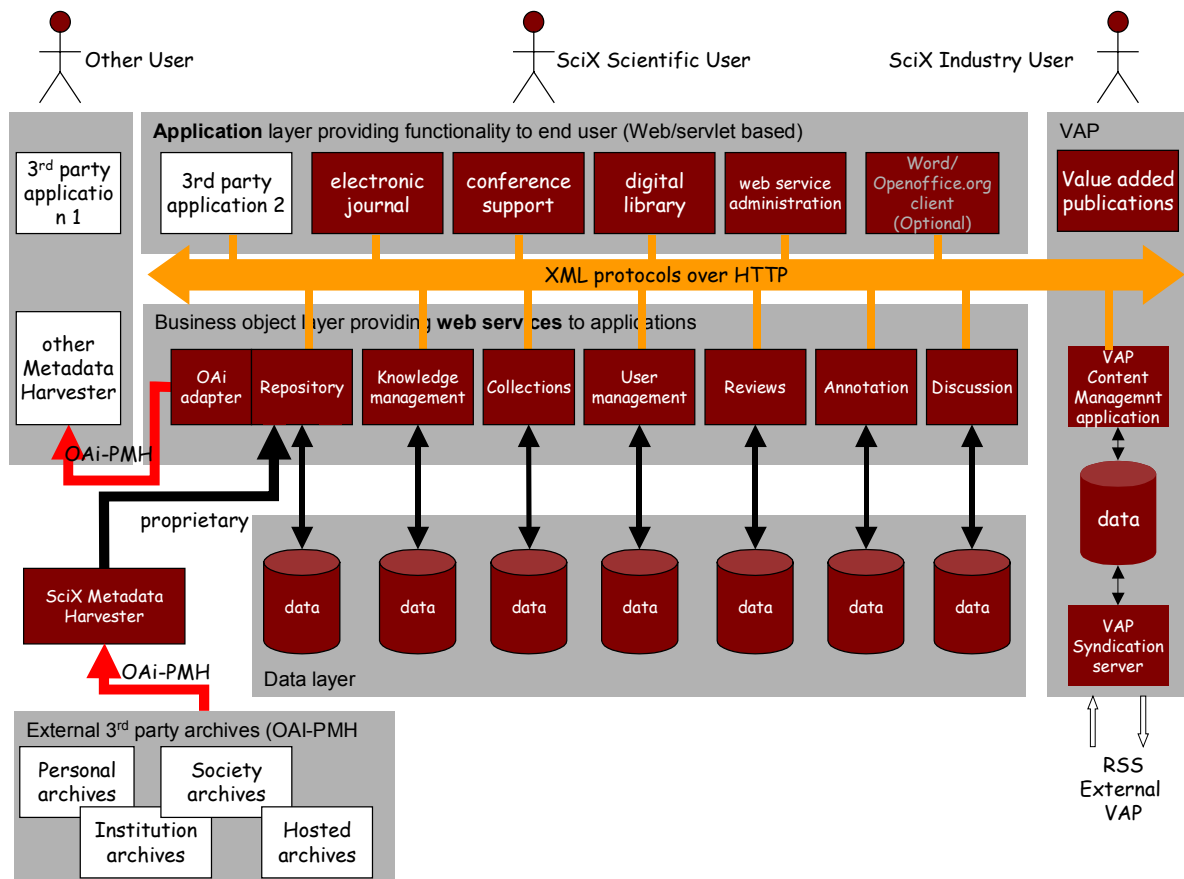 Other User
SciX Scientific User
SciX Industry User
Application layer providing functionality to end user (Web/servlet based)
VAP
3rd party
applicatio
n 1
3rd party
application 2
electronic
journal
conference
support
digital
library
web service
administration
Word/
Openoffice.org
client
(Optional)
Value added
publications
XML protocols over HTTP
Business object layer providing web services to applications
other
Metadata
Harvester
OAi
adapter
Repository
Knowledge
management
Collections
User
management
Reviews
Annotation
Discussion
VAP
Content
Managemnt
application
OAi-PMH
proprietary
data
data
data
data
data
data
data
data
SciX Metadata
Harvester
VAP
Syndication
server
OAi-PMH
Data layer
External 3rd party archives (OAI-PMH
Personal
archives
Society
archives
Institution
archives
Hosted
archives
RSS
External
VAP